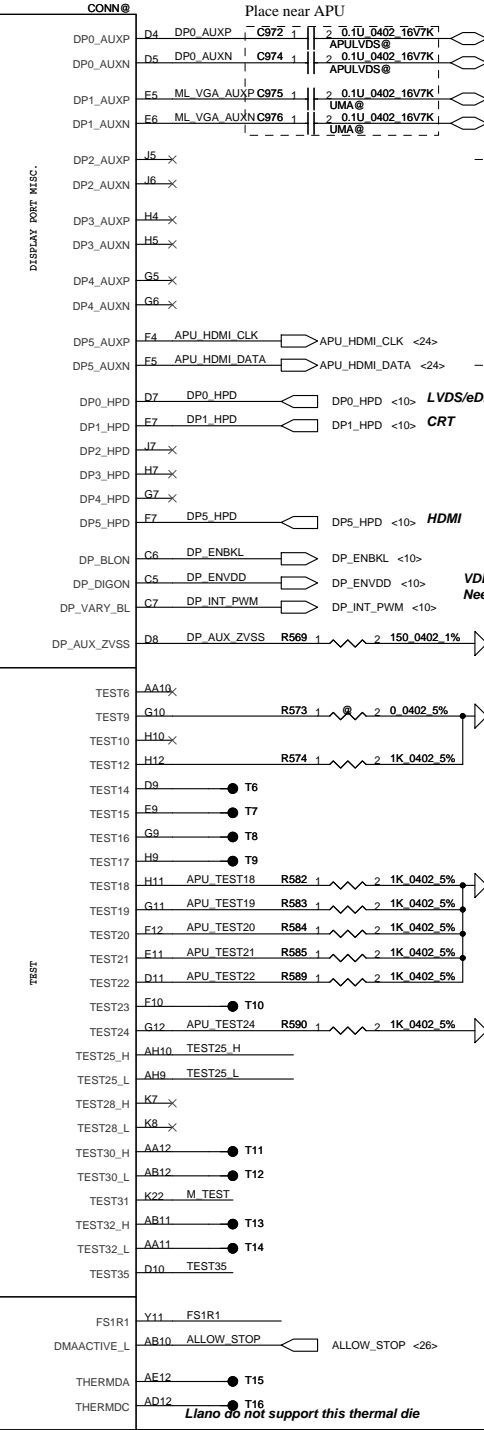 CONN@
Place near APU
DP0_AUXP D4 DP0_AUXP C972 1 2 0.1U_0402_16V7K
APULVDS@
DP0_AUXN D5 DP0_AUXN C974 1 2 0.1U_0402_16V7K
APULVDS@
DP1_AUXP E5 ML_VGA_AUXP C975 1 2 0.1U_0402_16V7K
UMA@
DP1_AUXN E6 ML_VGA_AUXN C976 1 2 0.1U_0402_16V7K
UMA@
DP2_AUXP J5
DP2_AUXN J6
DISPLAY PORT MISC.
DP3_AUXP H4
DP3_AUXN H5
DP4_AUXP G5
DP4_AUXN G6
DP5_AUXP F4 APU_HDMI_CLK APU_HDMI_CLK <24>
DP5_AUXN F5 APU_HDMI_DATA APU_HDMI_DATA <24>
DP0_HPD D7 DP0_HPD DP0_HPD <10> LVDS/eD
DP1_HPD E7 DP1_HPD DP1_HPD <10> CRT
DP2_HPD J7
DP3_HPD H7
DP4_HPD G7
DP5_HPD F7 DP5_HPD DP5_HPD <10> HDMI
DP_BLON C6 DP_ENBKL DP_ENBKL <10>
DP_DIGON C5 DP_ENVDD DP_ENVDD <10> VDI
Nee
DP_VARY_BL C7 DP_INT_PWM DP_INT_PWM <10>
DP_AUX_ZVSS D8 DP_AUX_ZVSS R569 1 2 150_0402_1%
TEST6 AA10
TEST9 G10 R573 1 @ 2 0_0402_5%
TEST10 H10
TEST12 H12 R574 1 2 1K_0402_5%
TEST14 D9 T6
TEST15 E9 T7
TEST16 G9 T8
TEST17 H9 T9
TEST18 H11 APU_TEST18 R582 1 2 1K_0402_5%
TEST19 G11 APU_TEST19 R583 1 2 1K_0402_5%
TEST20 F12 APU_TEST20 R584 1 2 1K_0402_5%
TEST21 E11 APU_TEST21 R585 1 2 1K_0402_5%
TEST
TEST22 D11 APU_TEST22 R589 1 2 1K_0402_5%
TEST23 F10 T10
TEST24 G12 APU_TEST24 R590 1 2 1K_0402_5%
TEST25_H AH10 TEST25_H
TEST25_L AH9 TEST25_L
TEST28_H K7
TEST28_L K8
TEST30_H AA12 T11
TEST30_L AB12 T12
TEST31 K22 M_TEST
TEST32_H AB11 T13
TEST32_L AA11 T14
TEST35 D10 TEST35
FS1R1 Y11 FS1R1
DMAACTIVE_L AB10 ALLOW_STOP ALLOW_STOP <26>
THERMDA AE12 T15
THERMDC AD12 T16
Llano do not support this thermal die